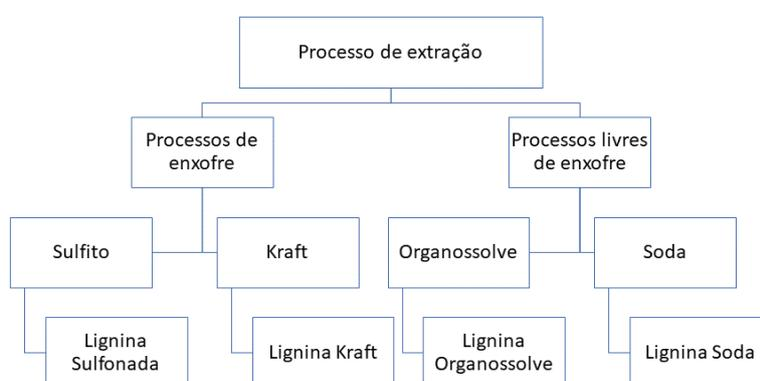 Processo de extração
Processos de
enxofre
Processos livres
de enxofre
Sulfito
Kraft
Organossolve
Soda
Lignina
Sulfonada
Lignina Kraft
Lignina
Organossolve
Lignina Soda